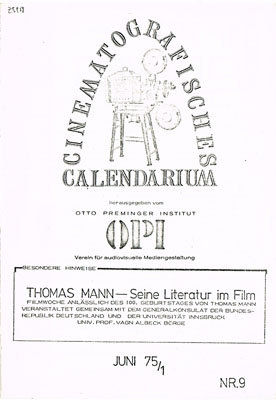 CINEMATOGRAFISCHES
CALENDARIUM
herausgegeben vom
OTTO PREMINGER INSTITUT
OPI
Verein für audiovisuelle Mediengestaltung
BESONDERE HINWEISE
THOMAS MANN — Seine Literatur im Film
FILMWOCHE ANLÄSSLICH DES 100. GEBURTSTAGES VON THOMAS MANN
VERANSTALTET GEMEINSAM MIT DEM GENERALKONSULAT DER BUNDES-
REPUBLIK DEUTSCHLAND UND DER UNIVERSITÄT INNSBRUCK
UNIV. PROF. VAGN ALBECK BÖRGE
JUNI 75/1
NR.9